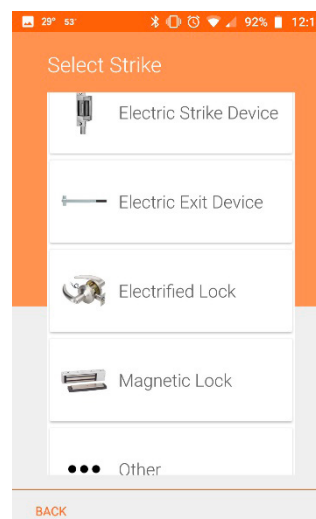 29° 53° 92% 12:1
Select Strike
Electric Strike Device
Electric Exit Device
Electrified Lock
Magnetic Lock
Other
BACK